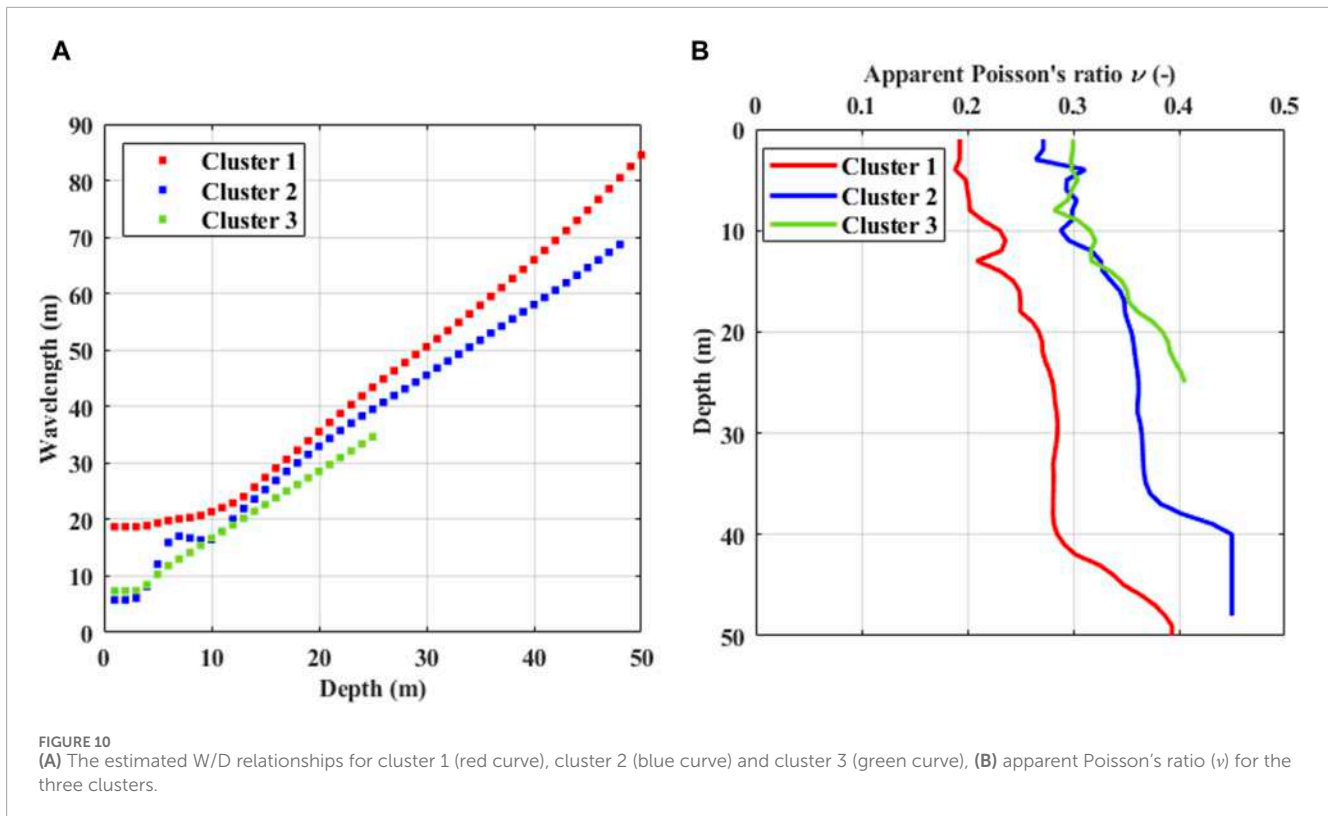 A
90
80
70
60
50
40
30
20
10
0
Wavelength (m)
Cluster 1
Cluster 2
Cluster 3
0 10 20 30 40 50
Depth (m)
B
Apparent Poisson's ratio ν (-)
0 0.1 0.2 0.3 0.4 0.5
0
10
20
30
40
50
Depth (m)
Cluster 1
Cluster 2
Cluster 3
FIGURE 10
(A) The estimated W/D relationships for cluster 1 (red curve), cluster 2 (blue curve) and cluster 3 (green curve), (B) apparent Poisson's ratio (ν) for the
three clusters.